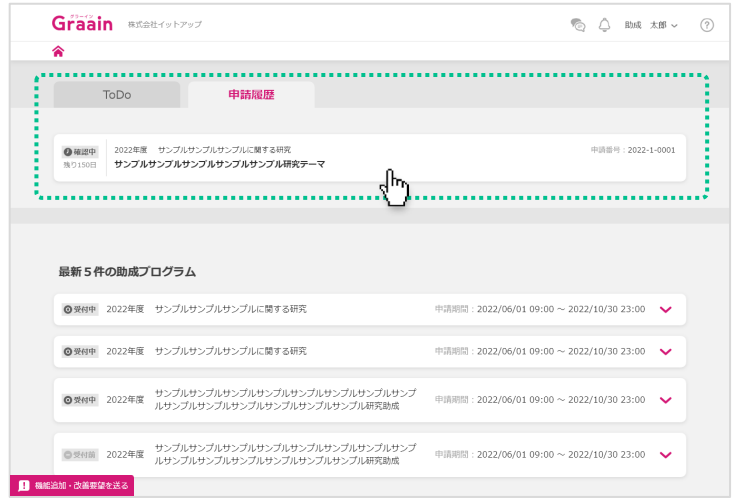 グラーイン
Graain 株式会社イットアップ 助成 太郎 ?
ToDo 申請履歴
確認中 2022年度 サンプルサンプルサンプルに関する研究 申請番号：2022-1-0001
残り150日 サンプルサンプルサンプルサンプルサンプル研究テーマ
最新５件の助成プログラム
受付中 2022年度 サンプルサンプルサンプルに関する研究 申請期間：2022/06/01 09:00 ～ 2022/10/30 23:00
受付中 2022年度 サンプルサンプルサンプルに関する研究 申請期間：2022/06/01 09:00 ～ 2022/10/30 23:00
受付中 2022年度 サンプルサンプルサンプルサンプルサンプルサンプルサンプルサンプ 申請期間：2022/06/01 09:00 ～ 2022/10/30 23:00
ルサンプルサンプルサンプルサンプルサンプルサンプル研究助成
受付前 2022年度 サンプルサンプルサンプルサンプルサンプルサンプルサンプルサンプ 申請期間：2022/06/01 09:00 ～ 2022/10/30 23:00
ルサンプルサンプルサンプルサンプルサンプルサンプル研究助成
機能追加・改善要望を送る